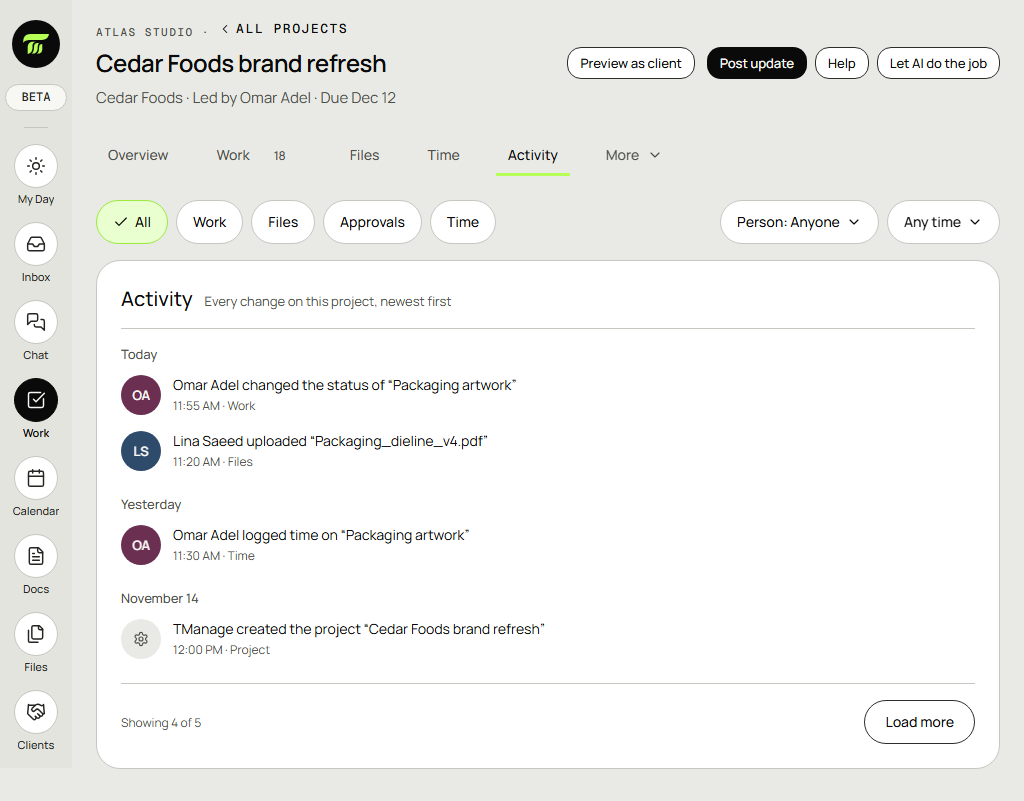 ATLAS STUDIO · ALL PROJECTS
Cedar Foods brand refresh
Cedar Foods · Led by Omar Adel · Due Dec 12
Preview as client
Post update
Help
Let AI do the job
BETA
My Day
Inbox
Chat
Work
Calendar
Docs
Files
Clients
Overview
Work 18
Files
Time
Activity
More
All
Work
Files
Approvals
Time
Person: Anyone
Any time
Activity Every change on this project, newest first
Today
OA
Omar Adel changed the status of “Packaging artwork”
11:55 AM · Work
LS
Lina Saeed uploaded “Packaging_dieline_v4.pdf”
11:20 AM · Files
Yesterday
OA
Omar Adel logged time on “Packaging artwork”
11:30 AM · Time
November 14
TManage created the project “Cedar Foods brand refresh”
12:00 PM · Project
Showing 4 of 5
Load more